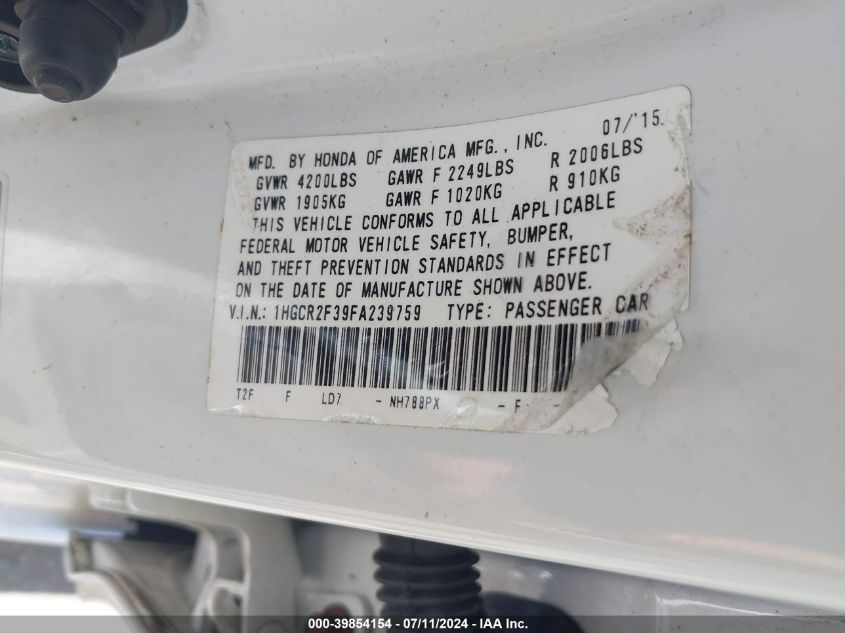 MFD. BY HONDA OF AMERICA MFG., INC. 07/'15.
GVWR 4200LBS GAWR F 2249LBS R 2006LBS
GVWR 1905KG GAWR F 1020KG R 910KG
THIS VEHICLE CONFORMS TO ALL APPLICABLE
FEDERAL MOTOR VEHICLE SAFETY, BUMPER,
AND THEFT PREVENTION STANDARDS IN EFFECT
ON THE DATE OF MANUFACTURE SHOWN ABOVE.
V.I.N.: 1HGCR2F39FA239759 TYPE: PASSENGER CAR
T2F F LD7 - NH788PX - F -
000-39854154 - 07/11/2024 - IAA Inc.